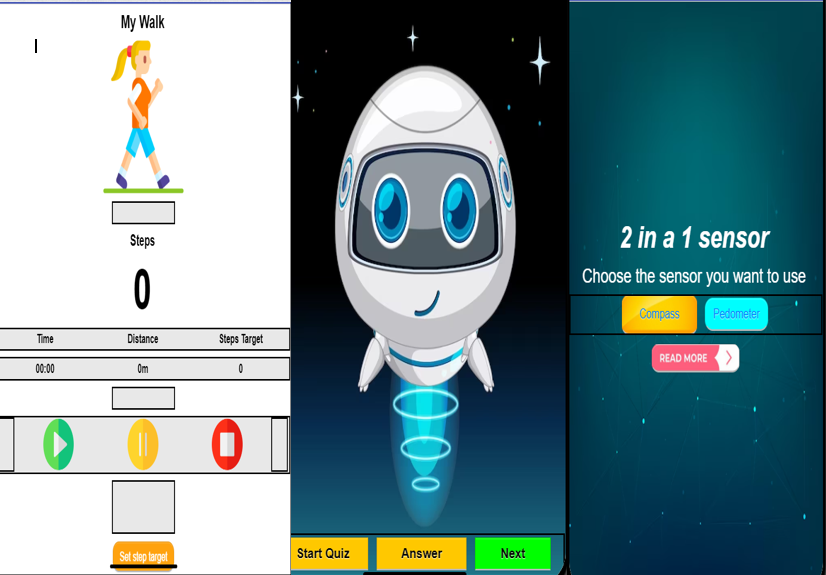 My Walk
Steps
0
Time Distance Steps Target
00:00 0m 0
Set step target
Start Quiz Answer Next
2 in a 1 sensor
Choose the sensor you want to use
Compass Pedometer
READ MORE